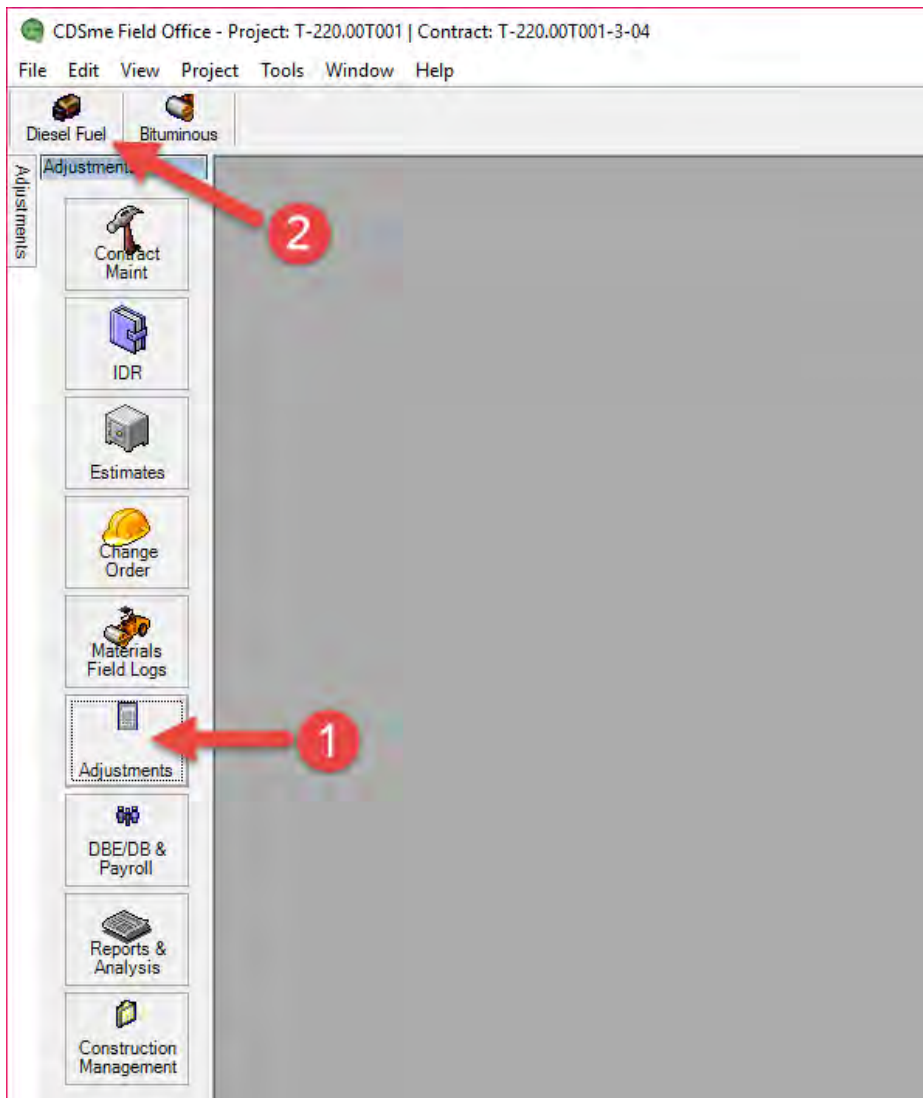 CDSme Field Office - Project: T-220.00T001 | Contract: T-220.00T001-3-04
File Edit View Project Tools Window Help
Diesel Fuel Bituminous
Adjustments
2
Contract
Maint
IDR
Estimates
Change
Order
Materials
Field Logs
1
Adjustments
DBE/DB &
Payroll
Reports &
Analysis
Construction
Management